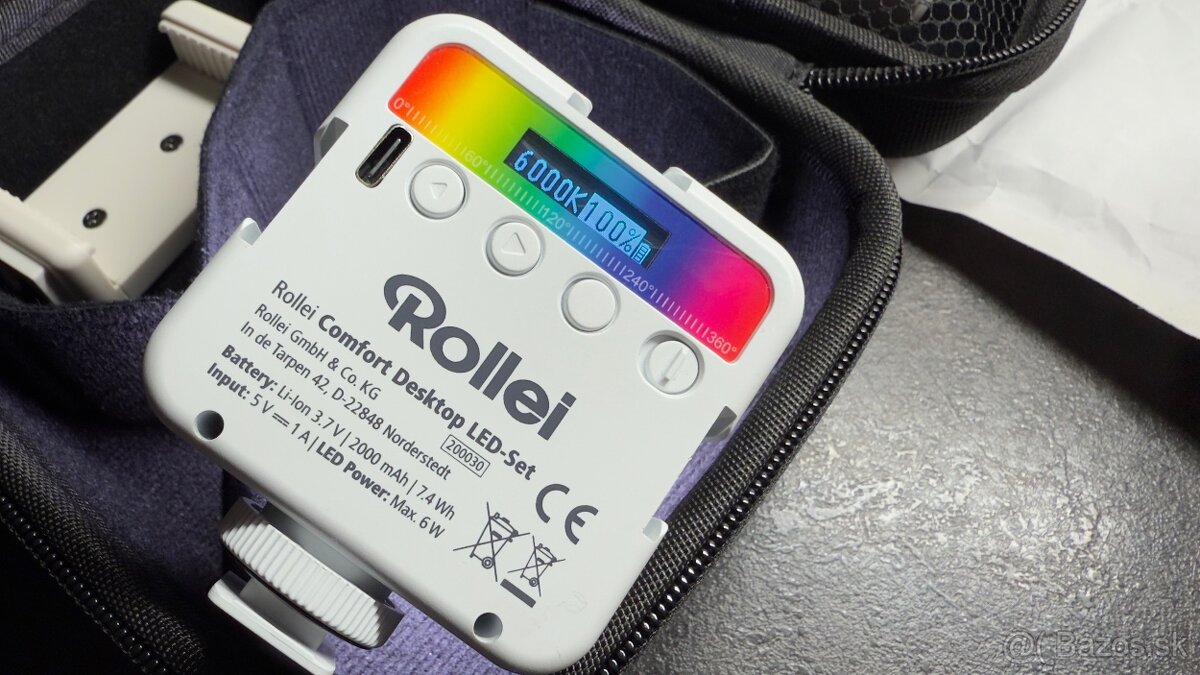 0° 60° 120° 240° 360°
6000K 100%
Rollei
Rollei Comfort Desktop LED-Set
Rollei GmbH & Co. KG 200030
In de Tarpen 42, D-22848 Norderstedt
Battery: Li-Ion 3.7 V | 2000 mAh | 7.4 Wh
Input: 5 V ⎓ 1 A | LED Power: Max. 6 W
CE
Bazos.sk